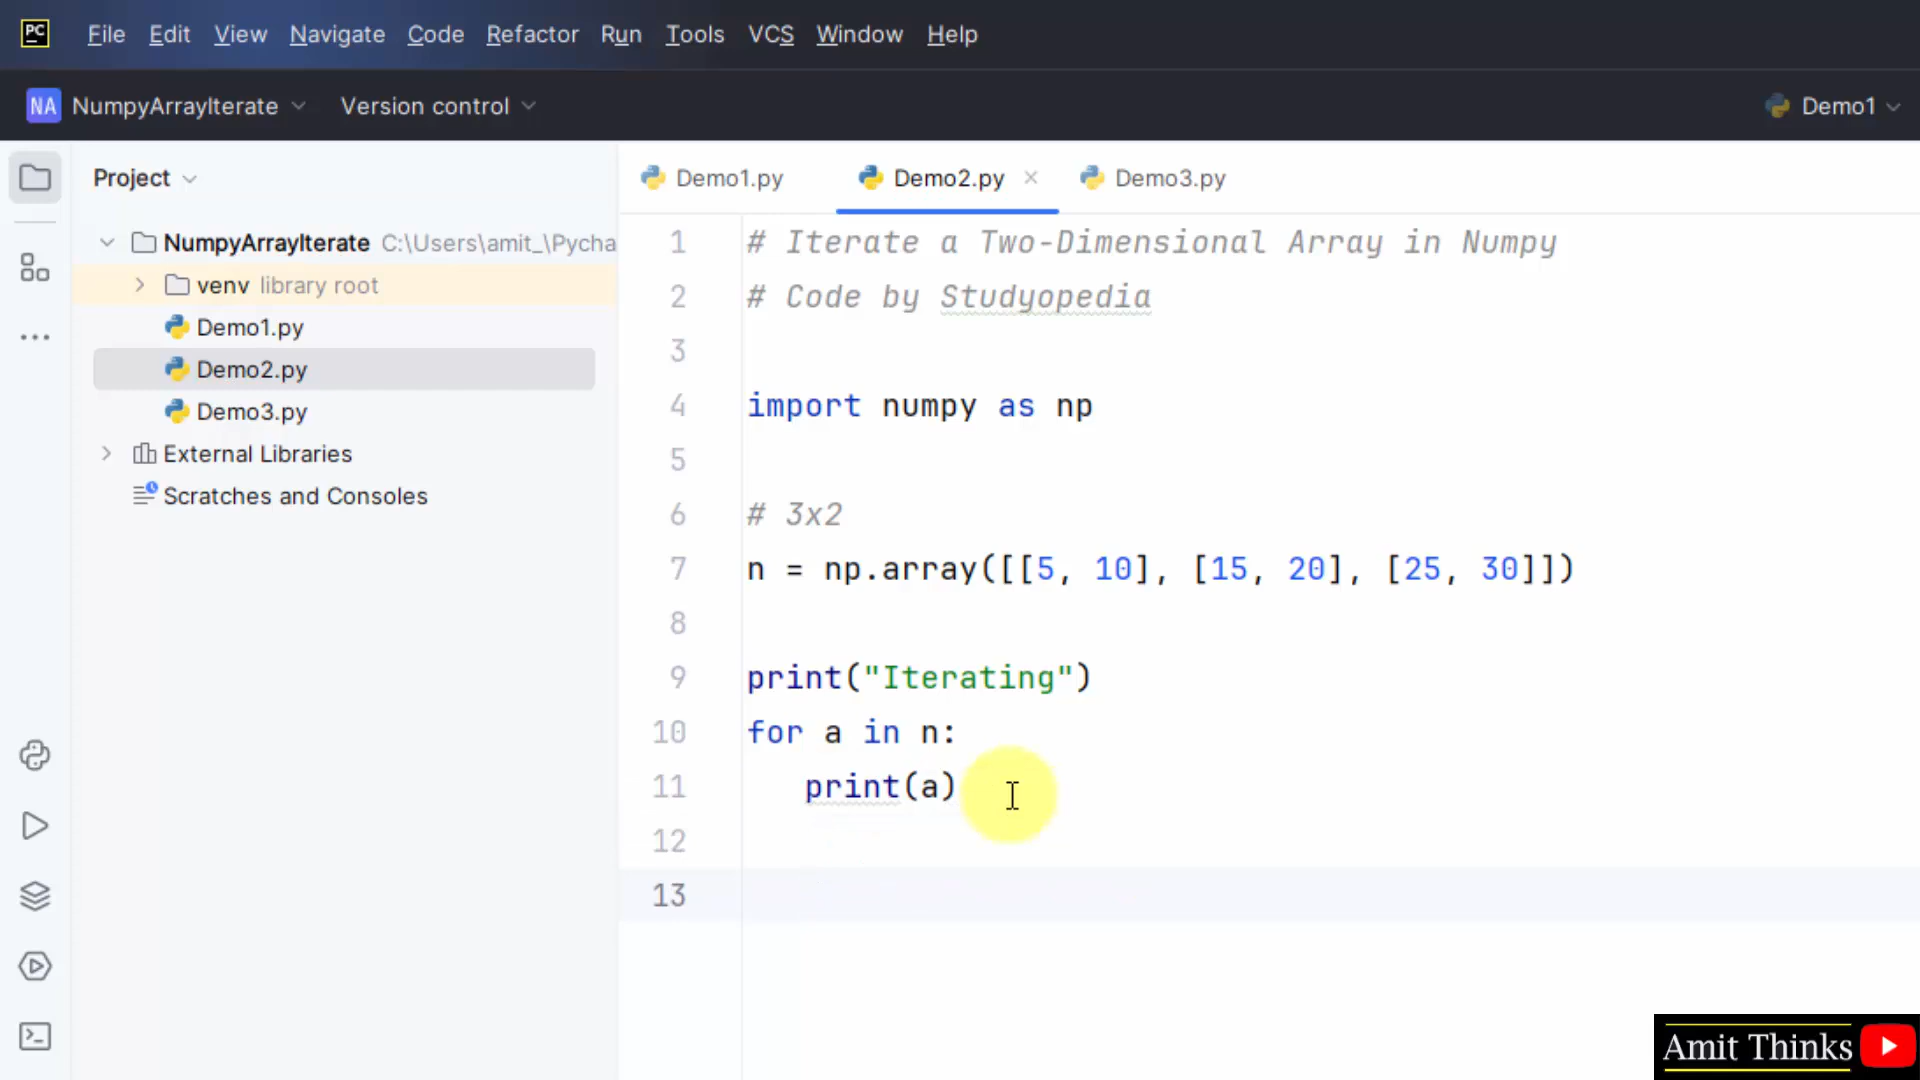 PC File Edit View Navigate Code Refactor Run Tools VCS Window Help
NA NumpyArrayIterate Version control Demo1
Project
Demo1.py Demo2.py Demo3.py
NumpyArrayIterate C:\Users\amit_\Pycha
venv library root
Demo1.py
Demo2.py
Demo3.py
External Libraries
Scratches and Consoles
1 # Iterate a Two-Dimensional Array in Numpy
2 # Code by Studyopedia
3
4 import numpy as np
5
6 # 3x2
7 n = np.array([[5, 10], [15, 20], [25, 30]])
8
9 print("Iterating")
10 for a in n:
11    print(a)
12
13
Amit Thinks